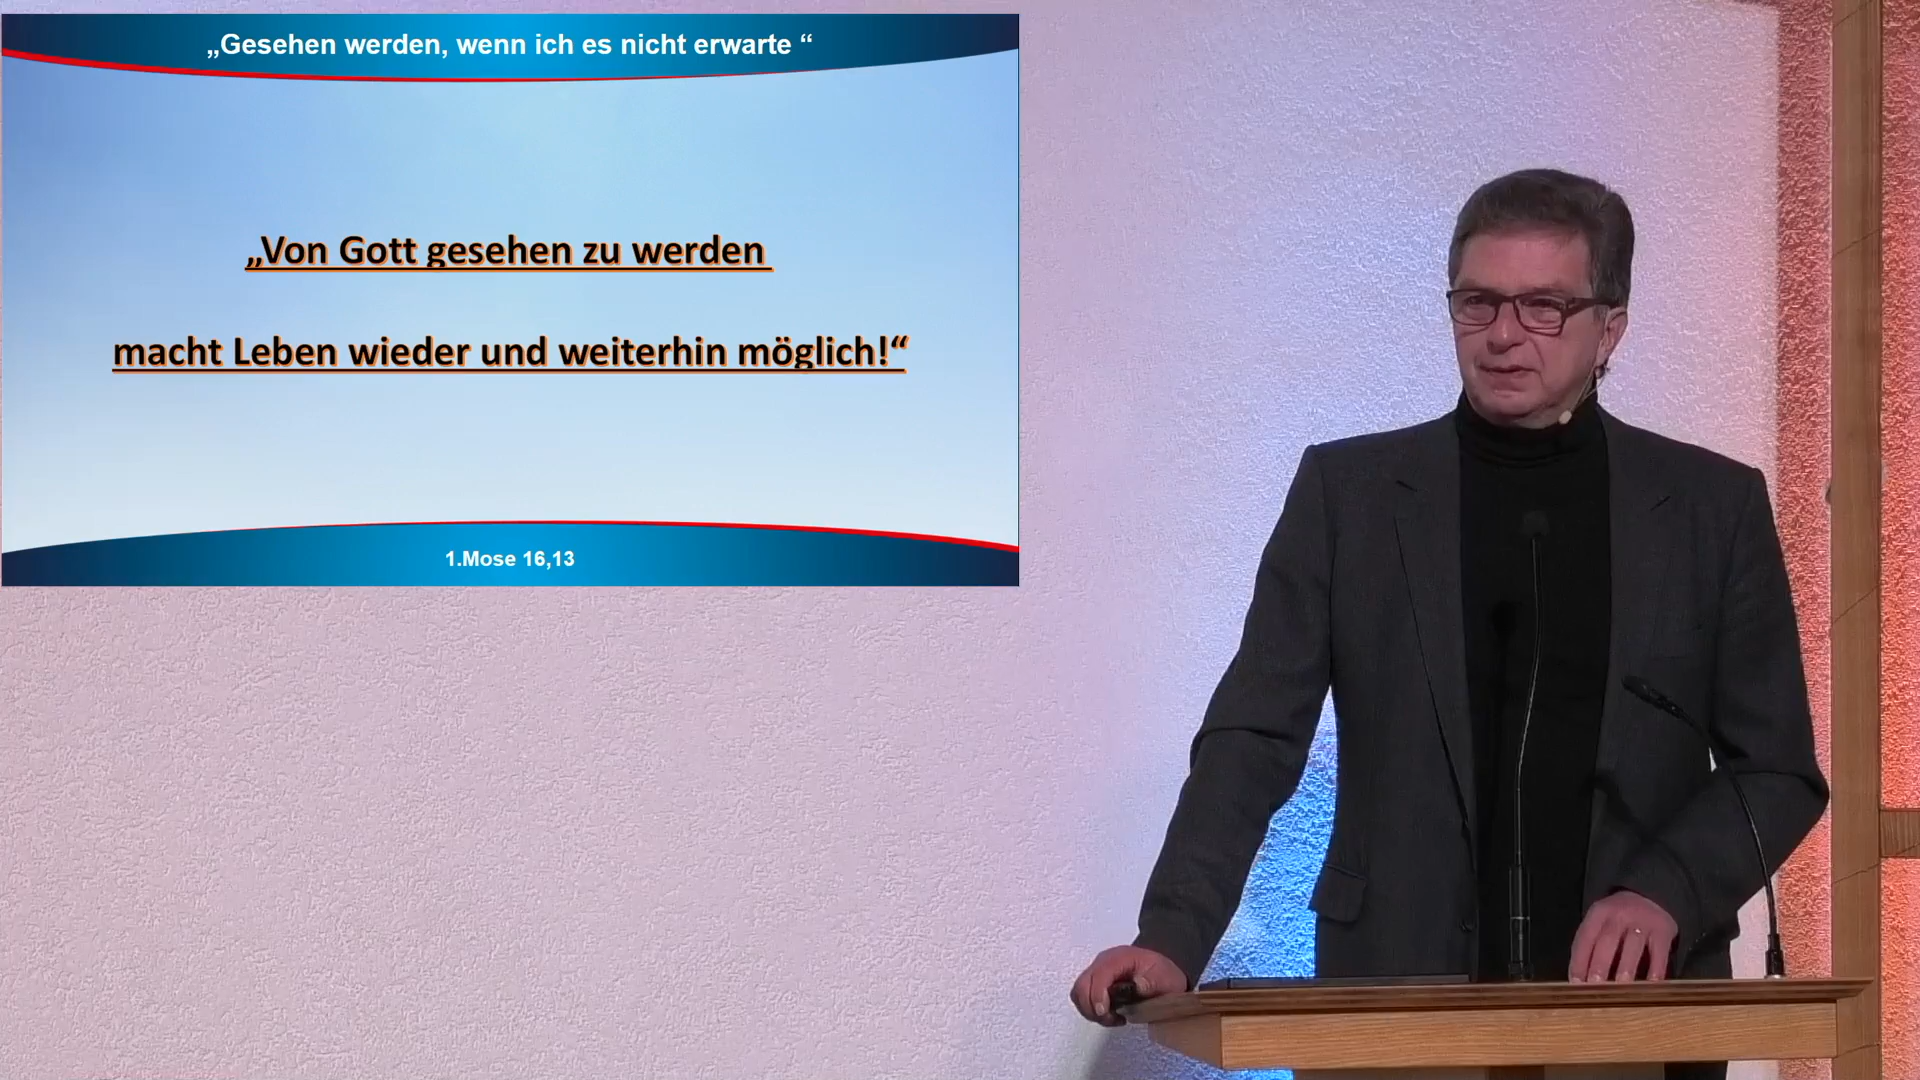 „Gesehen werden, wenn ich es nicht erwarte “
„Von Gott gesehen zu werden
macht Leben wieder und weiterhin möglich!“
1.Mose 16,13